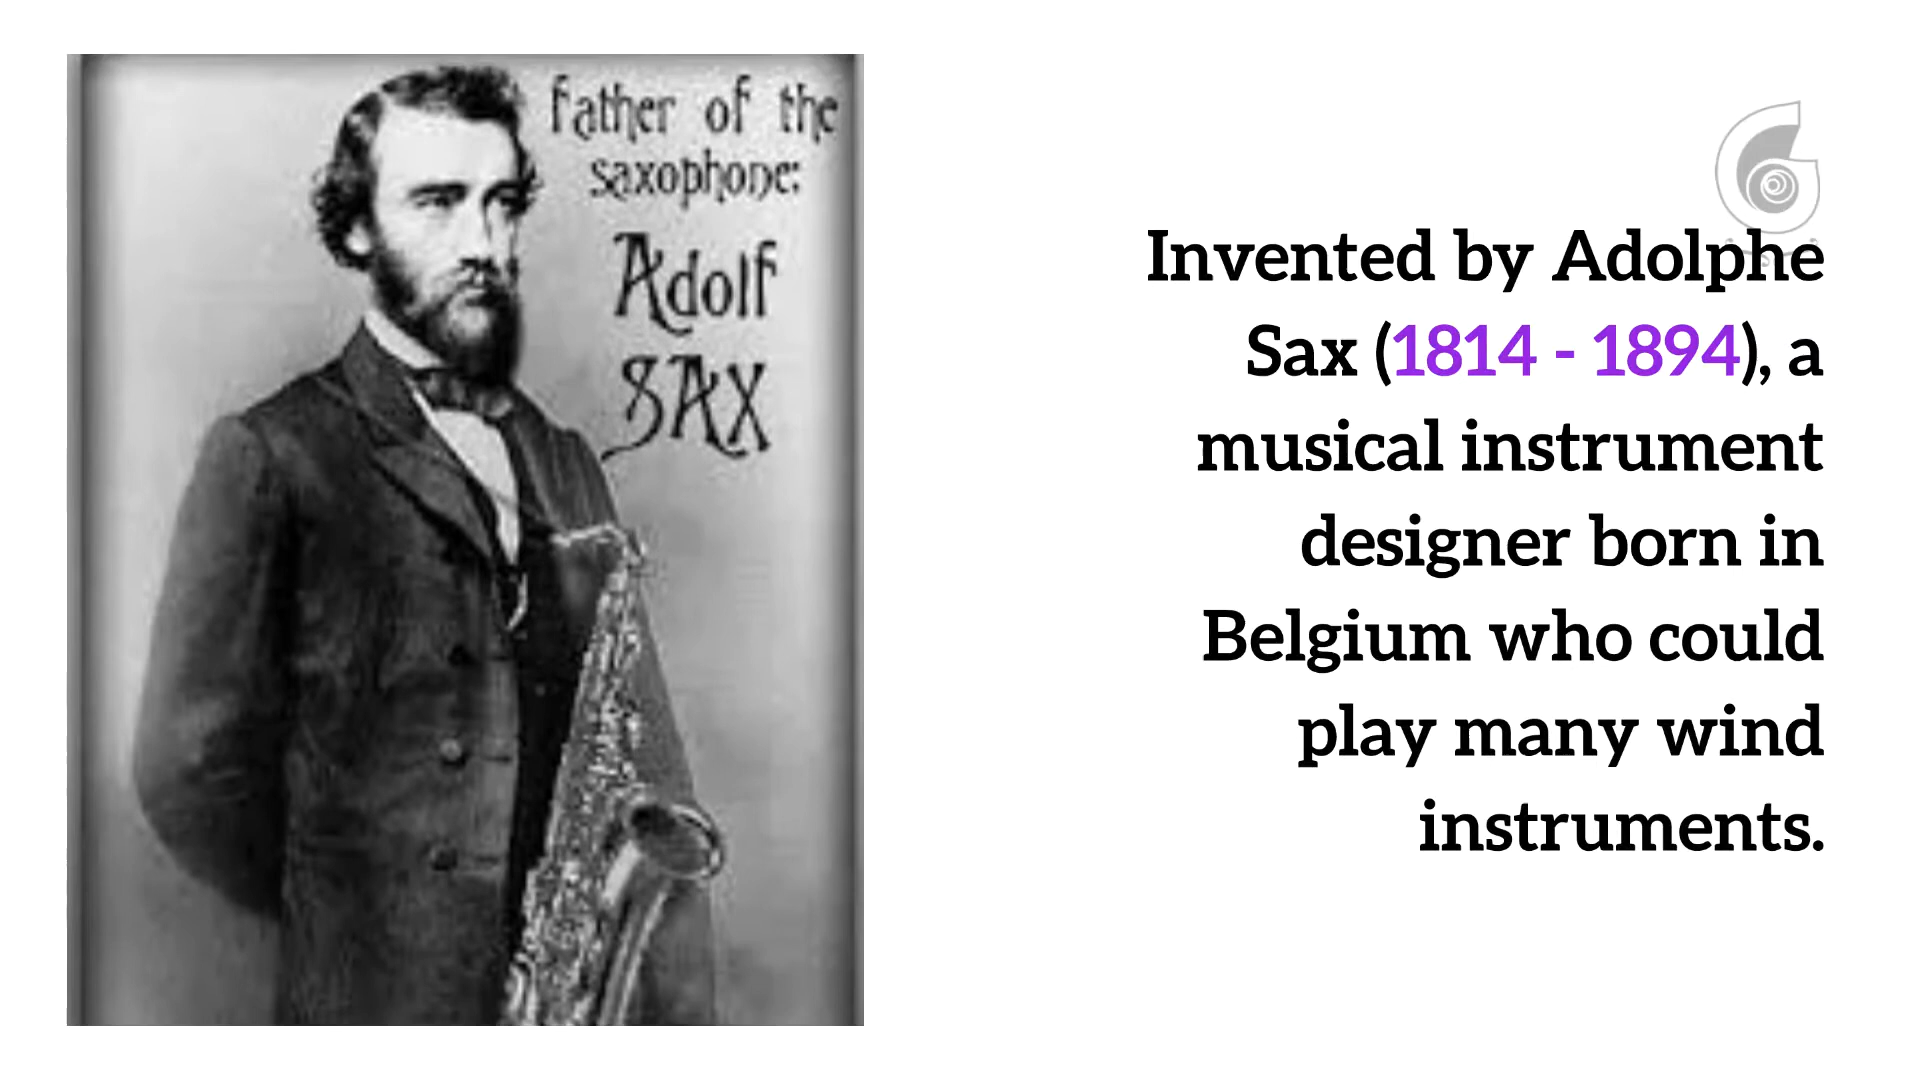 Father of the
saxophone:
Adolf
SAX
Invented by Adolphe
Sax (1814 - 1894), a
musical instrument
designer born in
Belgium who could
play many wind
instruments.